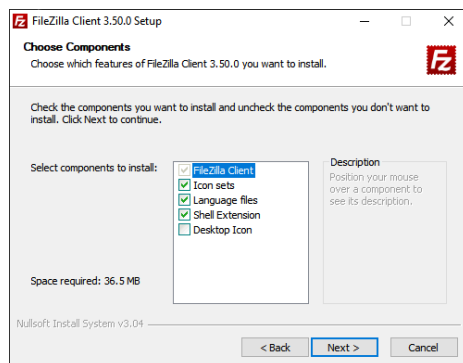 FileZilla Client 3.50.0 Setup
Choose Components
Choose which features of FileZilla Client 3.50.0 you want to install.
Fz
Check the components you want to install and uncheck the components you don't want to
install. Click Next to continue.
Select components to install:
FileZilla Client
Icon sets
Language files
Shell Extension
Desktop Icon
Description
Position your mouse
over a component to
see its description.
Space required: 36.5 MB
Nullsoft Install System v3.04
< Back
Next >
Cancel